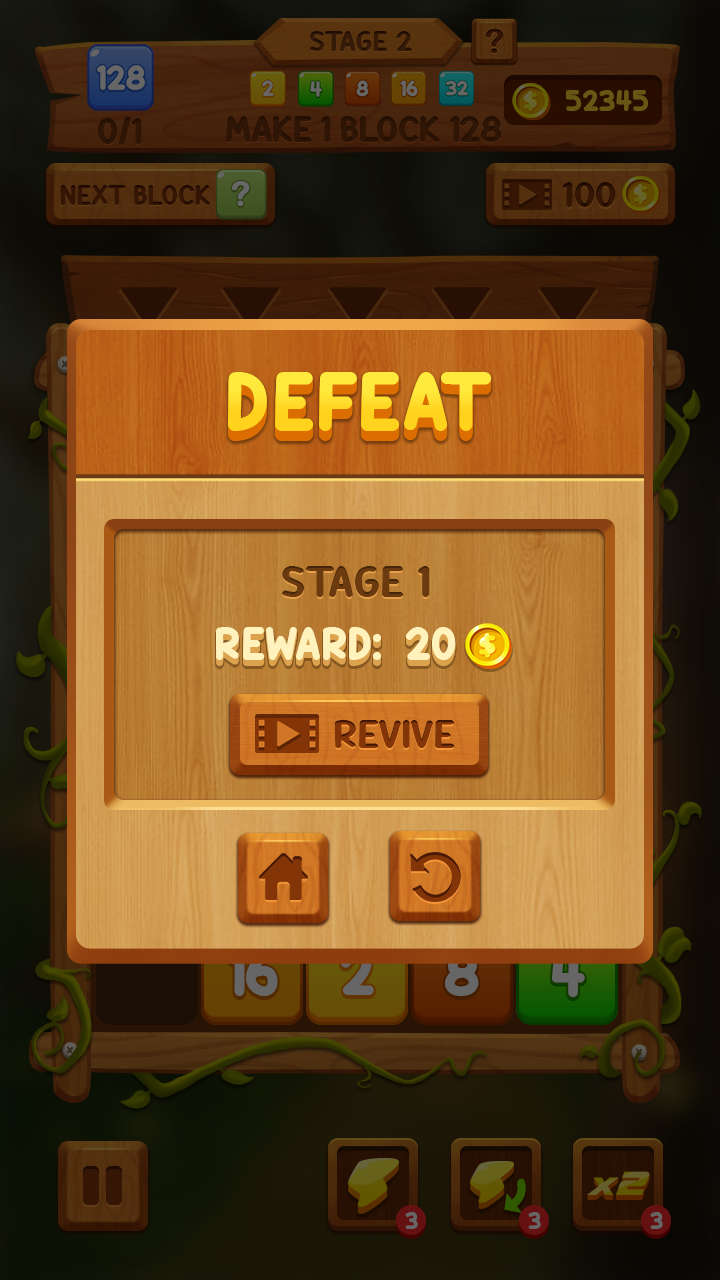 STAGE 2
?
128
2 4 8 16 32
$ 52345
0/1
MAKE 1 BLOCK 128
NEXT BLOCK ?
100 $
DEFEAT
STAGE 1
REWARD: 20 $
REVIVE
16 2 8 4
x2
3 3 3